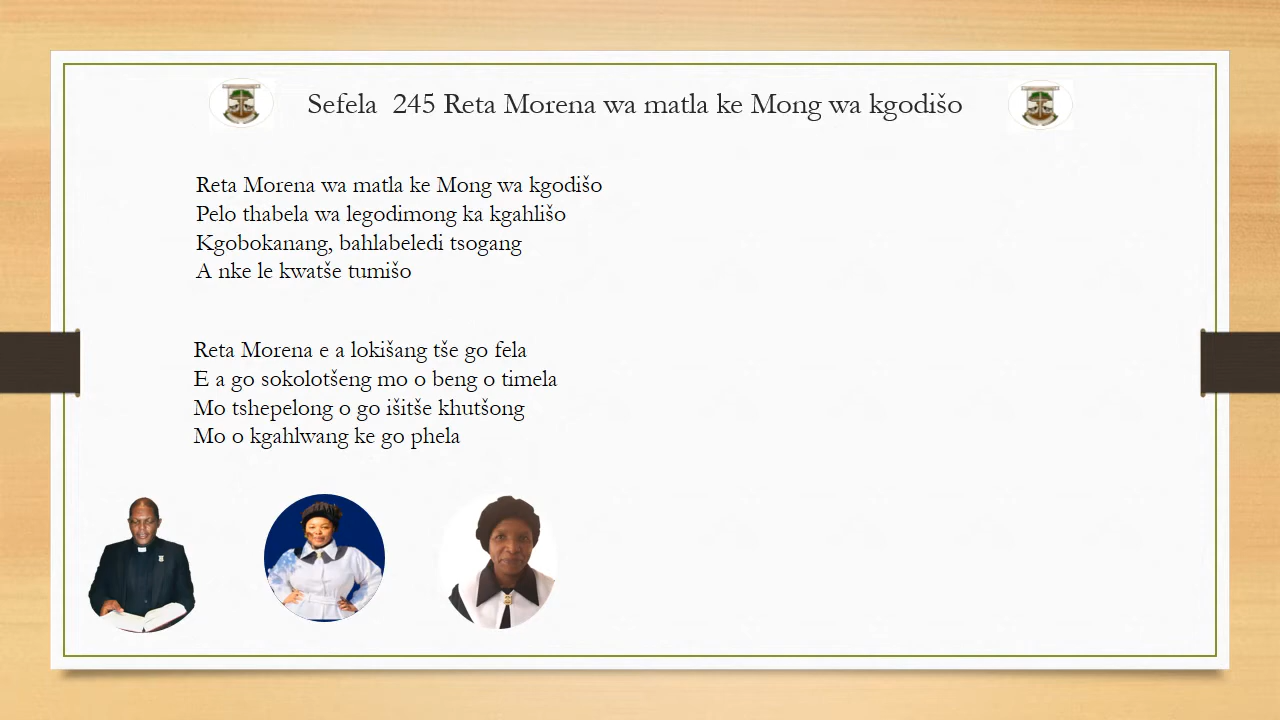 Sefela 245 Reta Morena wa matla ke Mong wa kgodišo
Reta Morena wa matla ke Mong wa kgodišo
Pelo thabela wa legodimong ka kgahlišo
Kgobokanang, bahlabeledi tsogang
A nke le kwatše tumišo
Reta Morena e a lokišang tše go fela
E a go sokolotšeng mo o beng o timela
Mo tshepelong o go išitše khutšong
Mo o kgahlwang ke go phela